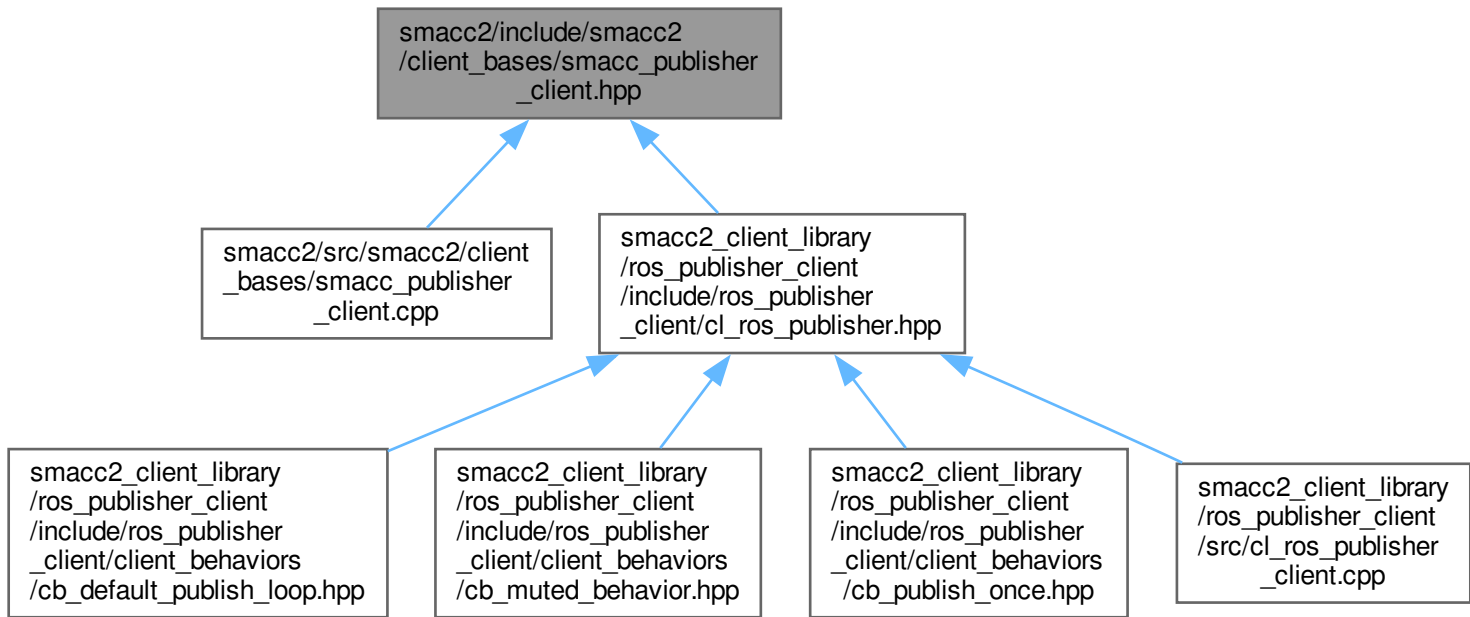 smacc2/include/smacc2
/client_bases/smacc_publisher
_client.hpp
smacc2/src/smacc2/client
_bases/smacc_publisher
_client.cpp
smacc2_client_library
/ros_publisher_client
/include/ros_publisher
_client/cl_ros_publisher.hpp
smacc2_client_library
/ros_publisher_client
/include/ros_publisher
_client/client_behaviors
/cb_default_publish_loop.hpp
smacc2_client_library
/ros_publisher_client
/include/ros_publisher
_client/client_behaviors
/cb_muted_behavior.hpp
smacc2_client_library
/ros_publisher_client
/include/ros_publisher
_client/client_behaviors
/cb_publish_once.hpp
smacc2_client_library
/ros_publisher_client
/src/cl_ros_publisher
_client.cpp